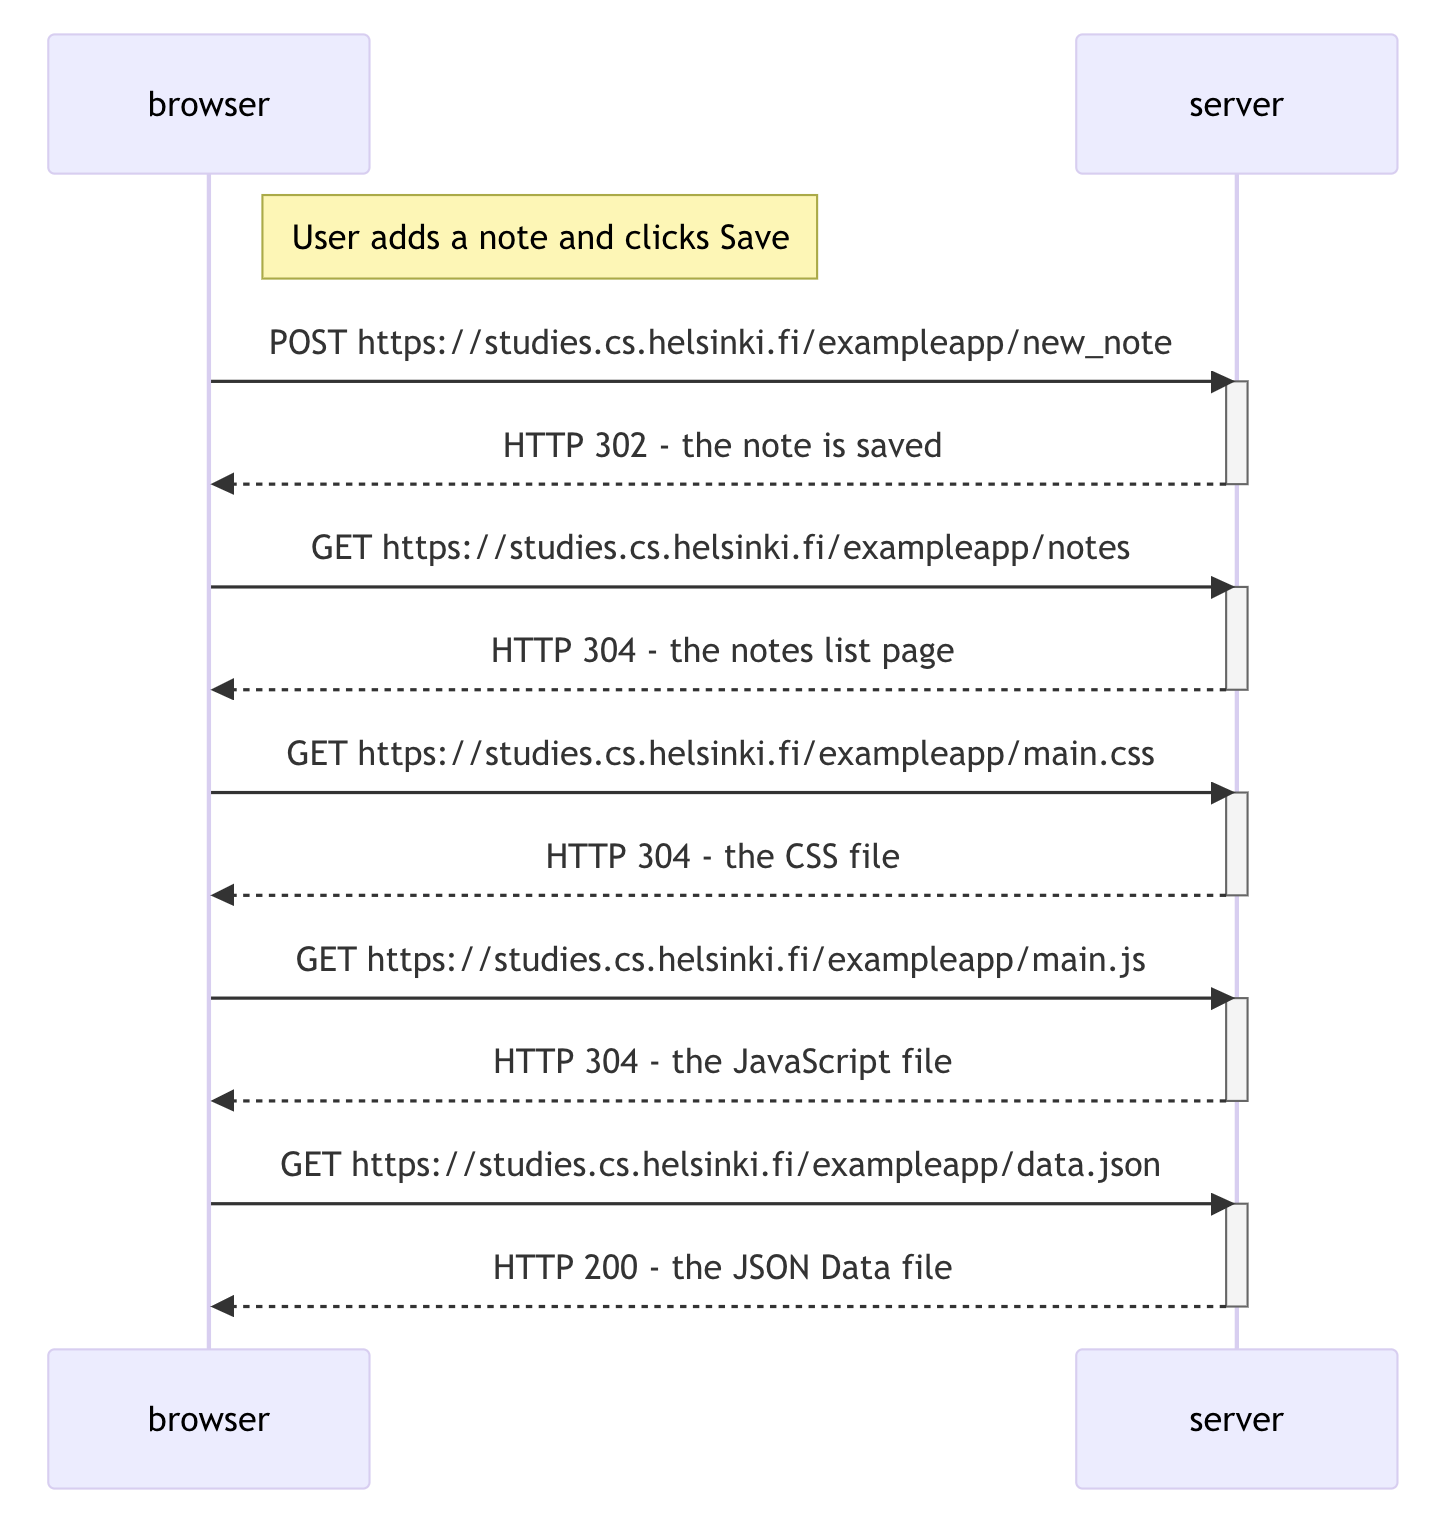 browser
server
User adds a note and clicks Save
POST https://studies.cs.helsinki.fi/exampleapp/new_note
HTTP 302 - the note is saved
GET https://studies.cs.helsinki.fi/exampleapp/notes
HTTP 304 - the notes list page
GET https://studies.cs.helsinki.fi/exampleapp/main.css
HTTP 304 - the CSS file
GET https://studies.cs.helsinki.fi/exampleapp/main.js
HTTP 304 - the JavaScript file
GET https://studies.cs.helsinki.fi/exampleapp/data.json
HTTP 200 - the JSON Data file
browser
server